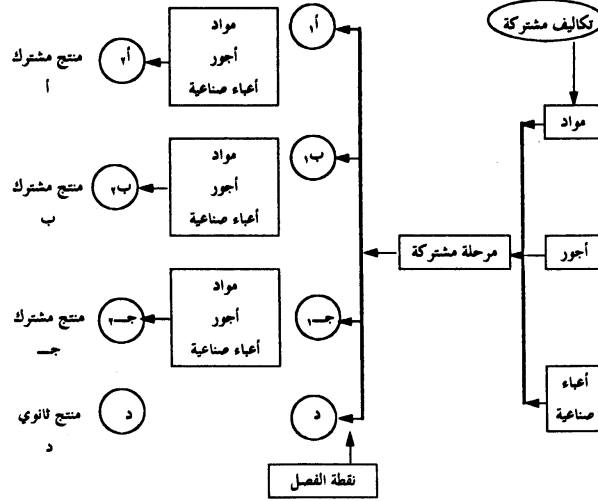 تكاليف مشتركة
مواد
أجور
أعباء
صناعية
مرحلة مشتركة
أ١
مواد
أجور
أعباء صناعية
أ٢
منتج مشترك
أ
ب١
مواد
أجور
أعباء صناعية
ب٢
منتج مشترك
ب
جـ١
مواد
أجور
أعباء صناعية
جـ٢
منتج مشترك
جـ
د
د
منتج ثانوي
د
نقطة الفصل